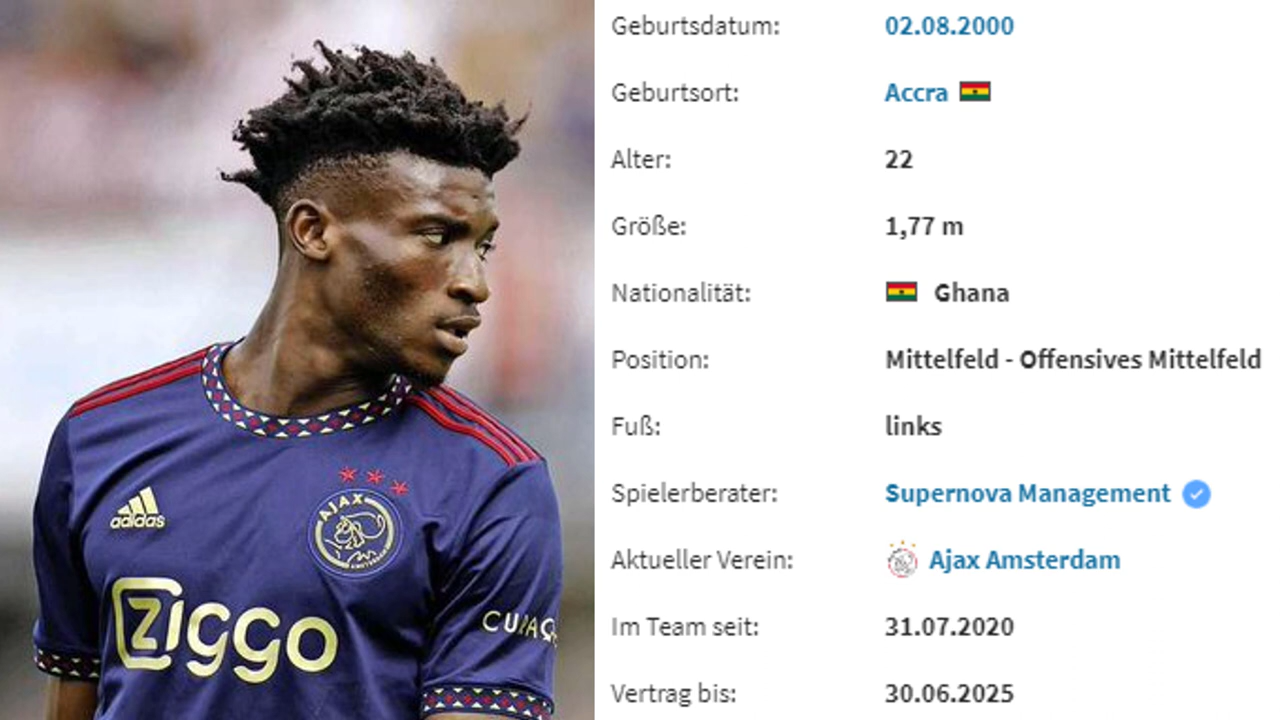 Geburtsdatum: 02.08.2000
Geburtsort: Accra
Alter: 22
Größe: 1,77 m
Nationalität: Ghana
Position: Mittelfeld - Offensives Mittelfeld
Fuß: links
Spielerberater: Supernova Management
Aktueller Verein: Ajax Amsterdam
Im Team seit: 31.07.2020
Vertrag bis: 30.06.2025
adidas
AJAX
AMSTERDAM
ziggo